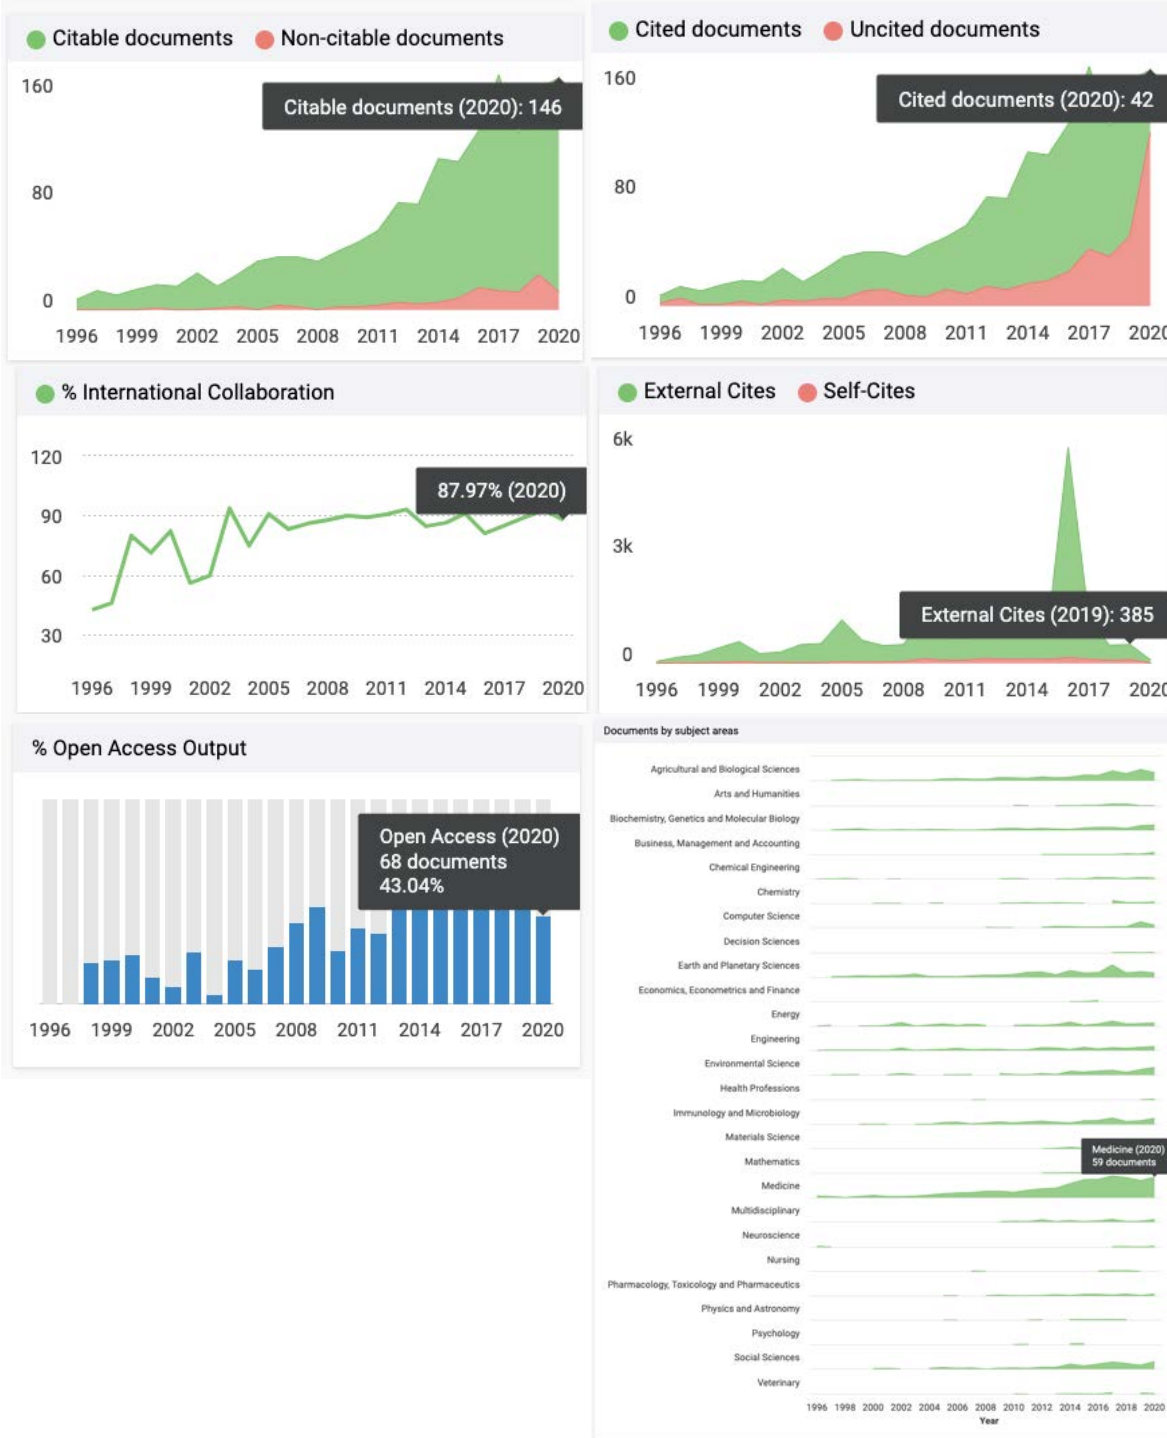 Citable documents Non-citable documents
160
Citable documents (2020): 146
80
0
1996 1999 2002 2005 2008 2011 2014 2017 2020
Cited documents Uncited documents
160
Cited documents (2020): 42
80
0
1996 1999 2002 2005 2008 2011 2014 2017 2020
% International Collaboration
120
87.97% (2020)
90
60
30
1996 1999 2002 2005 2008 2011 2014 2017 2020
External Cites Self-Cites
6k
3k
External Cites (2019): 385
0
1996 1999 2002 2005 2008 2011 2014 2017 2020
% Open Access Output
Open Access (2020)
68 documents
43.04%
1996 1999 2002 2005 2008 2011 2014 2017 2020
Documents by subject areas
Agricultural and Biological Sciences
Arts and Humanities
Biochemistry, Genetics and Molecular Biology
Business, Management and Accounting
Chemical Engineering
Chemistry
Computer Science
Decision Sciences
Earth and Planetary Sciences
Economics, Econometrics and Finance
Energy
Engineering
Environmental Science
Health Professions
Immunology and Microbiology
Materials Science
Medicine (2020)
59 documents
Mathematics
Medicine
Multidisciplinary
Neuroscience
Nursing
Pharmacology, Toxicology and Pharmaceutics
Physics and Astronomy
Psychology
Social Sciences
Veterinary
1996 1998 2000 2002 2004 2006 2008 2010 2012 2014 2016 2018 2020
Year